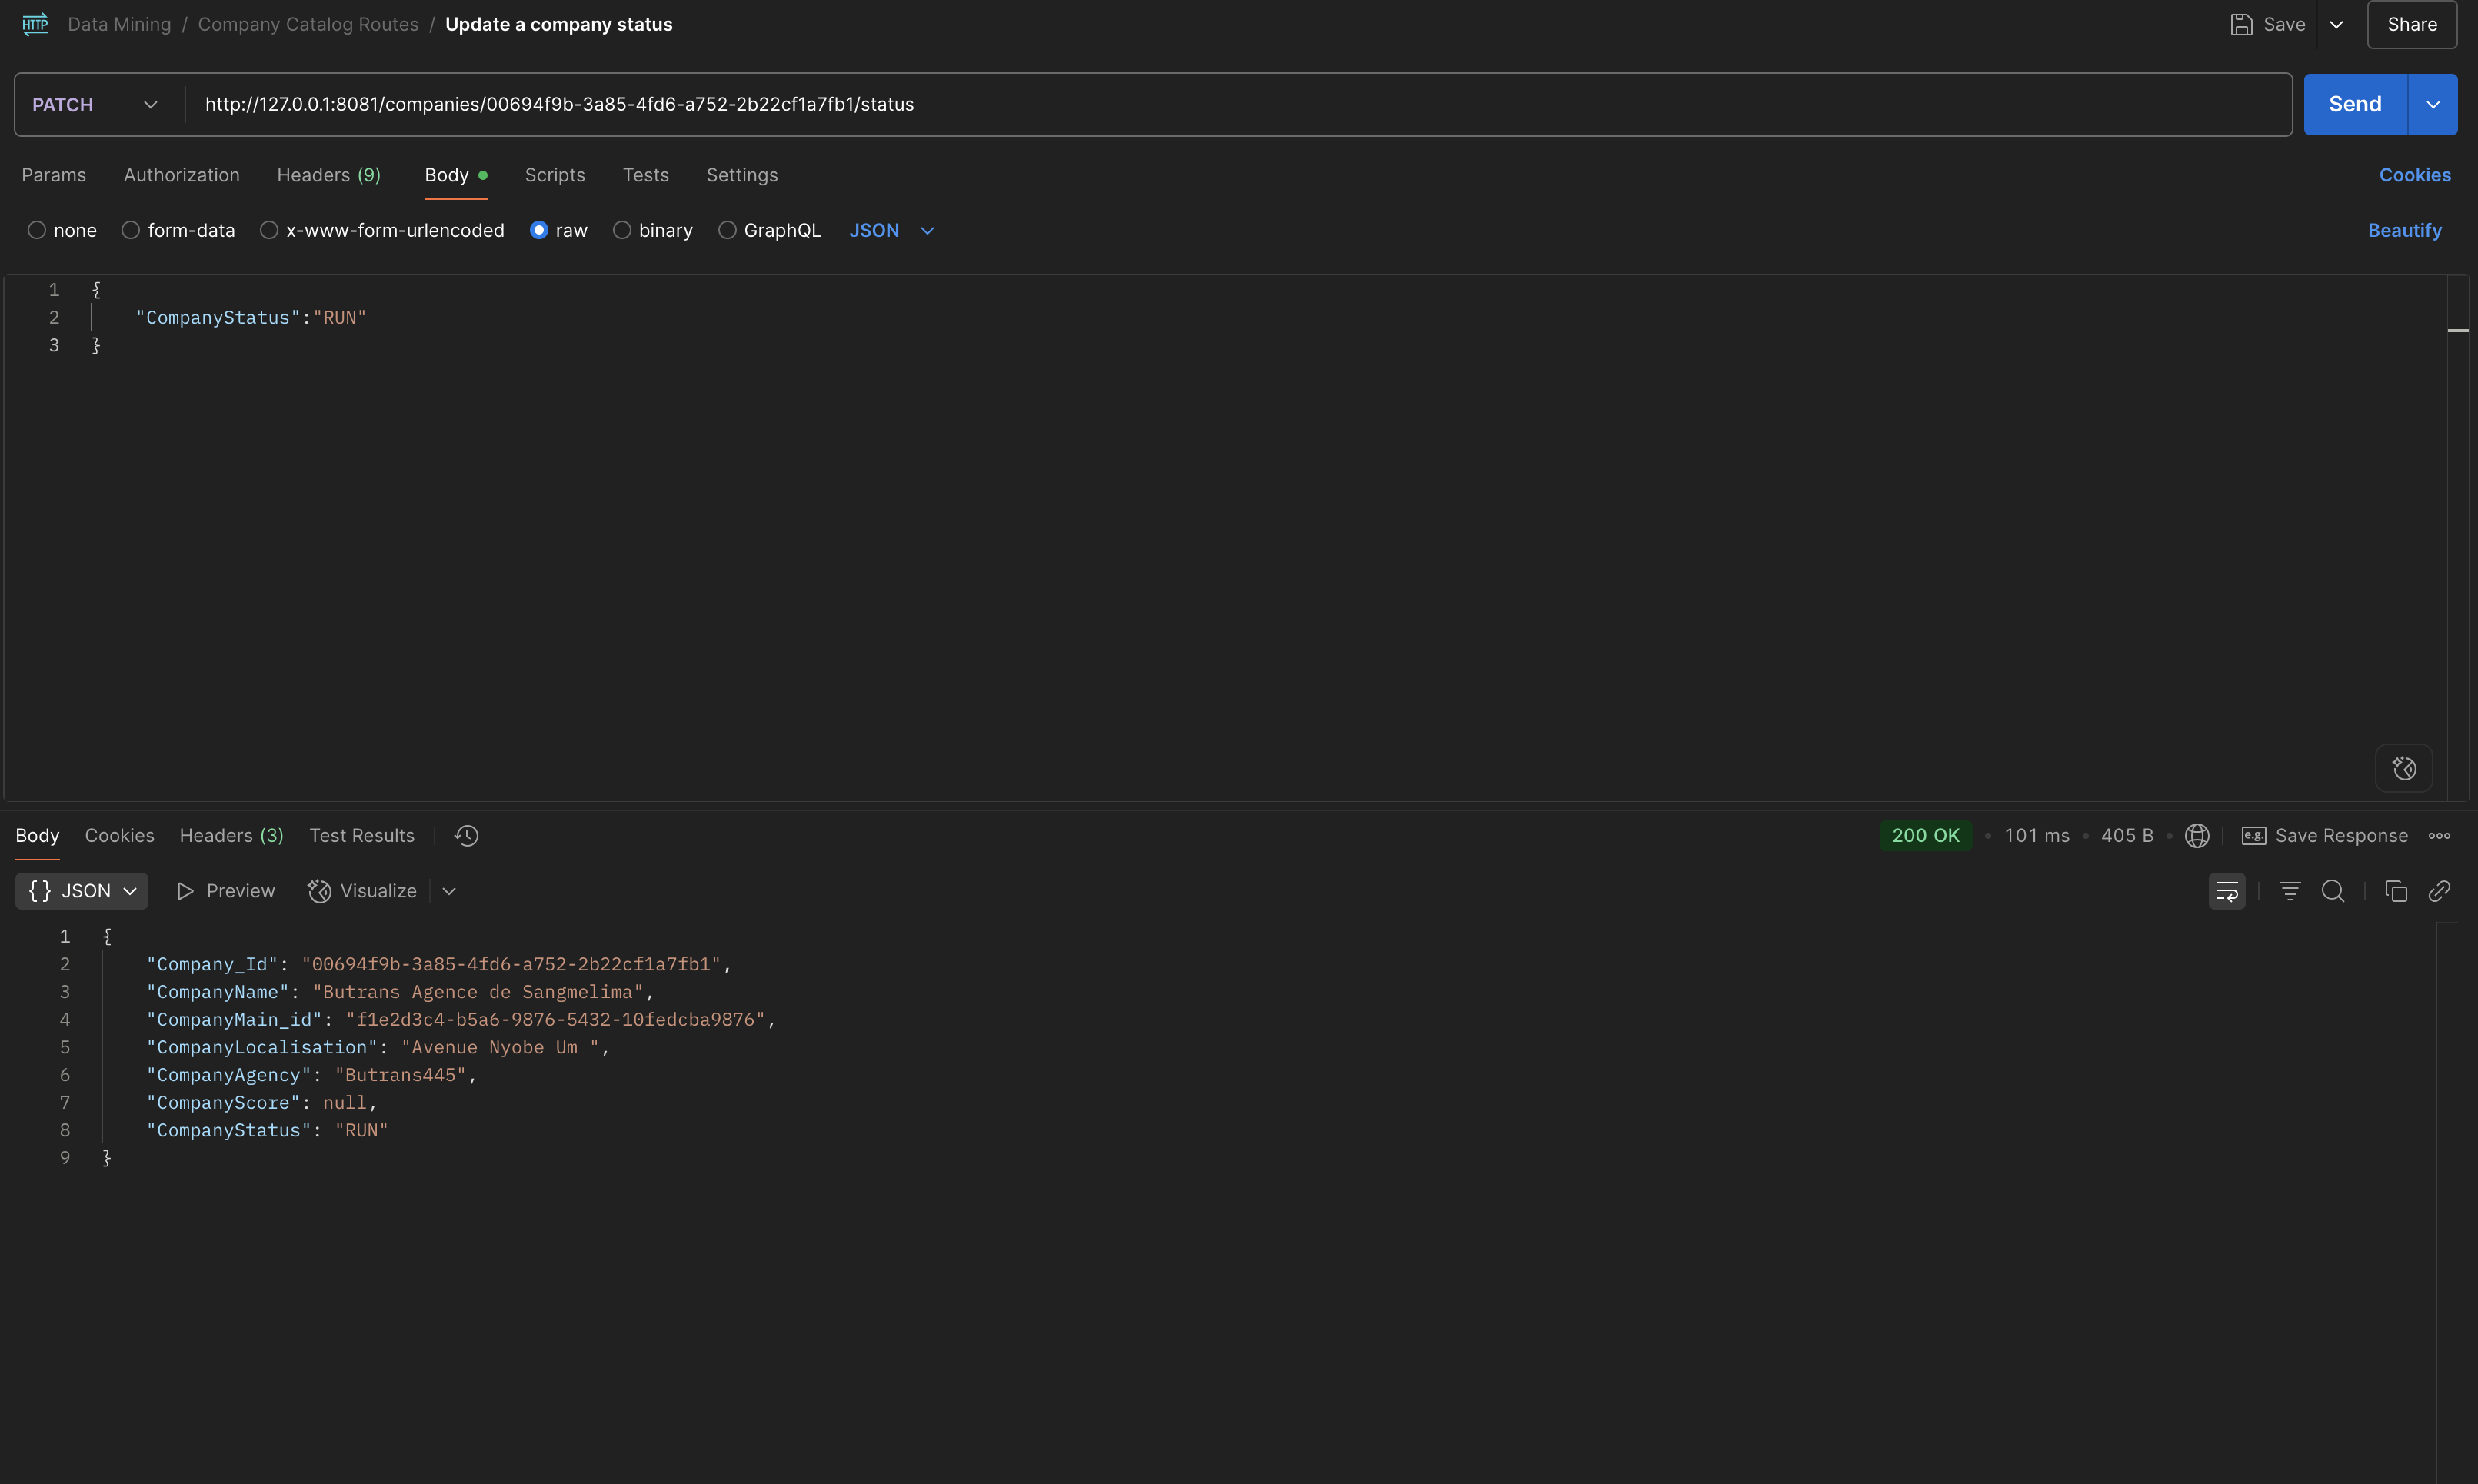 HTTP Data Mining / Company Catalog Routes / Update a company status Save Share
PATCH http://127.0.0.1:8081/companies/00694f9b-3a85-4fd6-a752-2b22cf1a7fb1/status Send
Params Authorization Headers (9) Body Scripts Tests Settings Cookies
none form-data x-www-form-urlencoded raw binary GraphQL JSON Beautify
1 {
2 "CompanyStatus":"RUN"
3 }
Body Cookies Headers (3) Test Results 200 OK 101 ms 405 B e.g. Save Response
{} JSON Preview Visualize
1 {
2 "Company_Id": "00694f9b-3a85-4fd6-a752-2b22cf1a7fb1",
3 "CompanyName": "Butrans Agence de Sangmelima",
4 "CompanyMain_id": "f1e2d3c4-b5a6-9876-5432-10fedcba9876",
5 "CompanyLocalisation": "Avenue Nyobe Um ",
6 "CompanyAgency": "Butrans445",
7 "CompanyScore": null,
8 "CompanyStatus": "RUN"
9 }